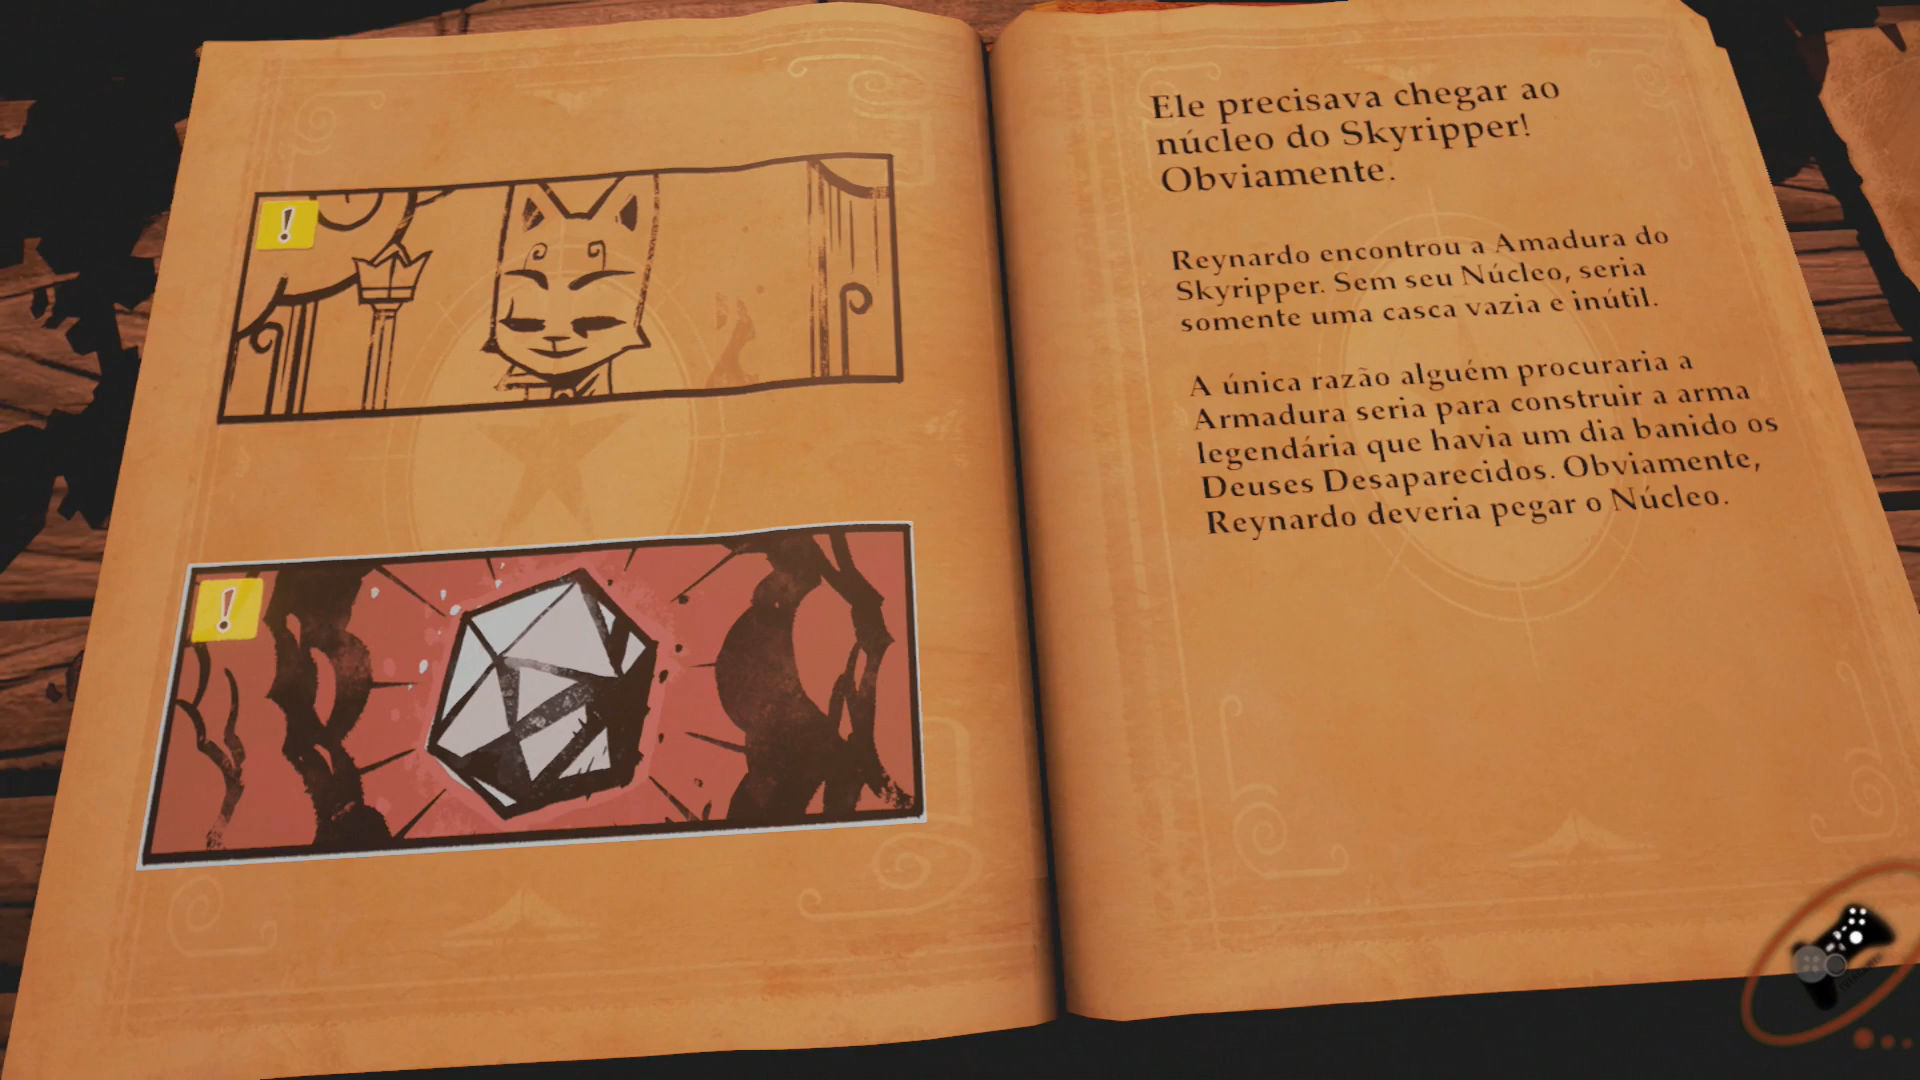 Ele precisava chegar ao
núcleo do Skyripper!
Obviamente.
Reynardo encontrou a Amadura do
Skyripper. Sem seu Núcleo, seria
somente uma casca vazia e inútil.
A única razão alguém procuraria a
Armadura seria para construir a arma
legendária que havia um dia banido os
Deuses Desaparecidos. Obviamente,
Reynardo deveria pegar o Núcleo.